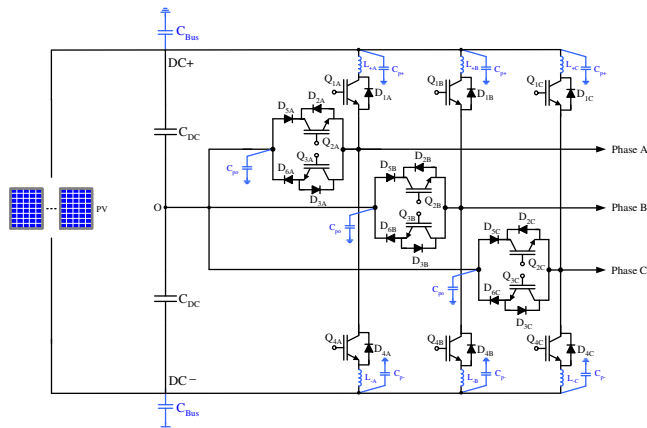 C_Bus
DC+
L_+A
C_p+
L_+B
C_p+
L_+C
C_p+
Q_1A
D_1A
Q_1B
D_1B
Q_1C
D_1C
D_2A
D_5A
C_DC
Q_2A
Q_3A
Phase A
D_6A
C_po
D_3A
D_2B
D_5B
Q_2B
PV
O
Phase B
Q_3B
C_po
D_6B
D_3B
D_2C
D_5C
Q_2C
Phase C
Q_3C
C_po
D_6C
D_3C
C_DC
Q_4A
D_4A
Q_4B
D_4B
Q_4C
D_4C
DC−
L_-A
C_p-
L_-B
C_p-
L_-C
C_p-
C_Bus